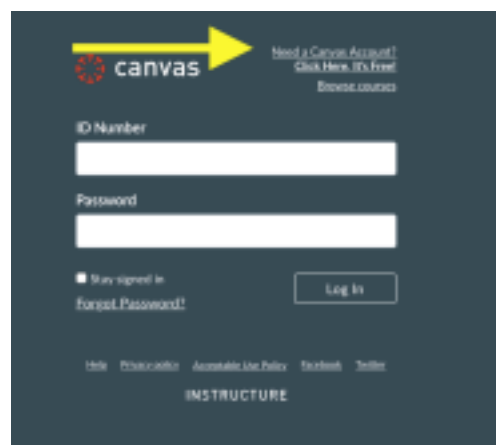 Need a Canvas Account?
Click Here, It's Free!
canvas
Browse courses
ID Number
Password
Stay signed in
Log In
Forgot Password?
Help Privacy policy Acceptable Use Policy Facebook Twitter
INSTRUCTURE